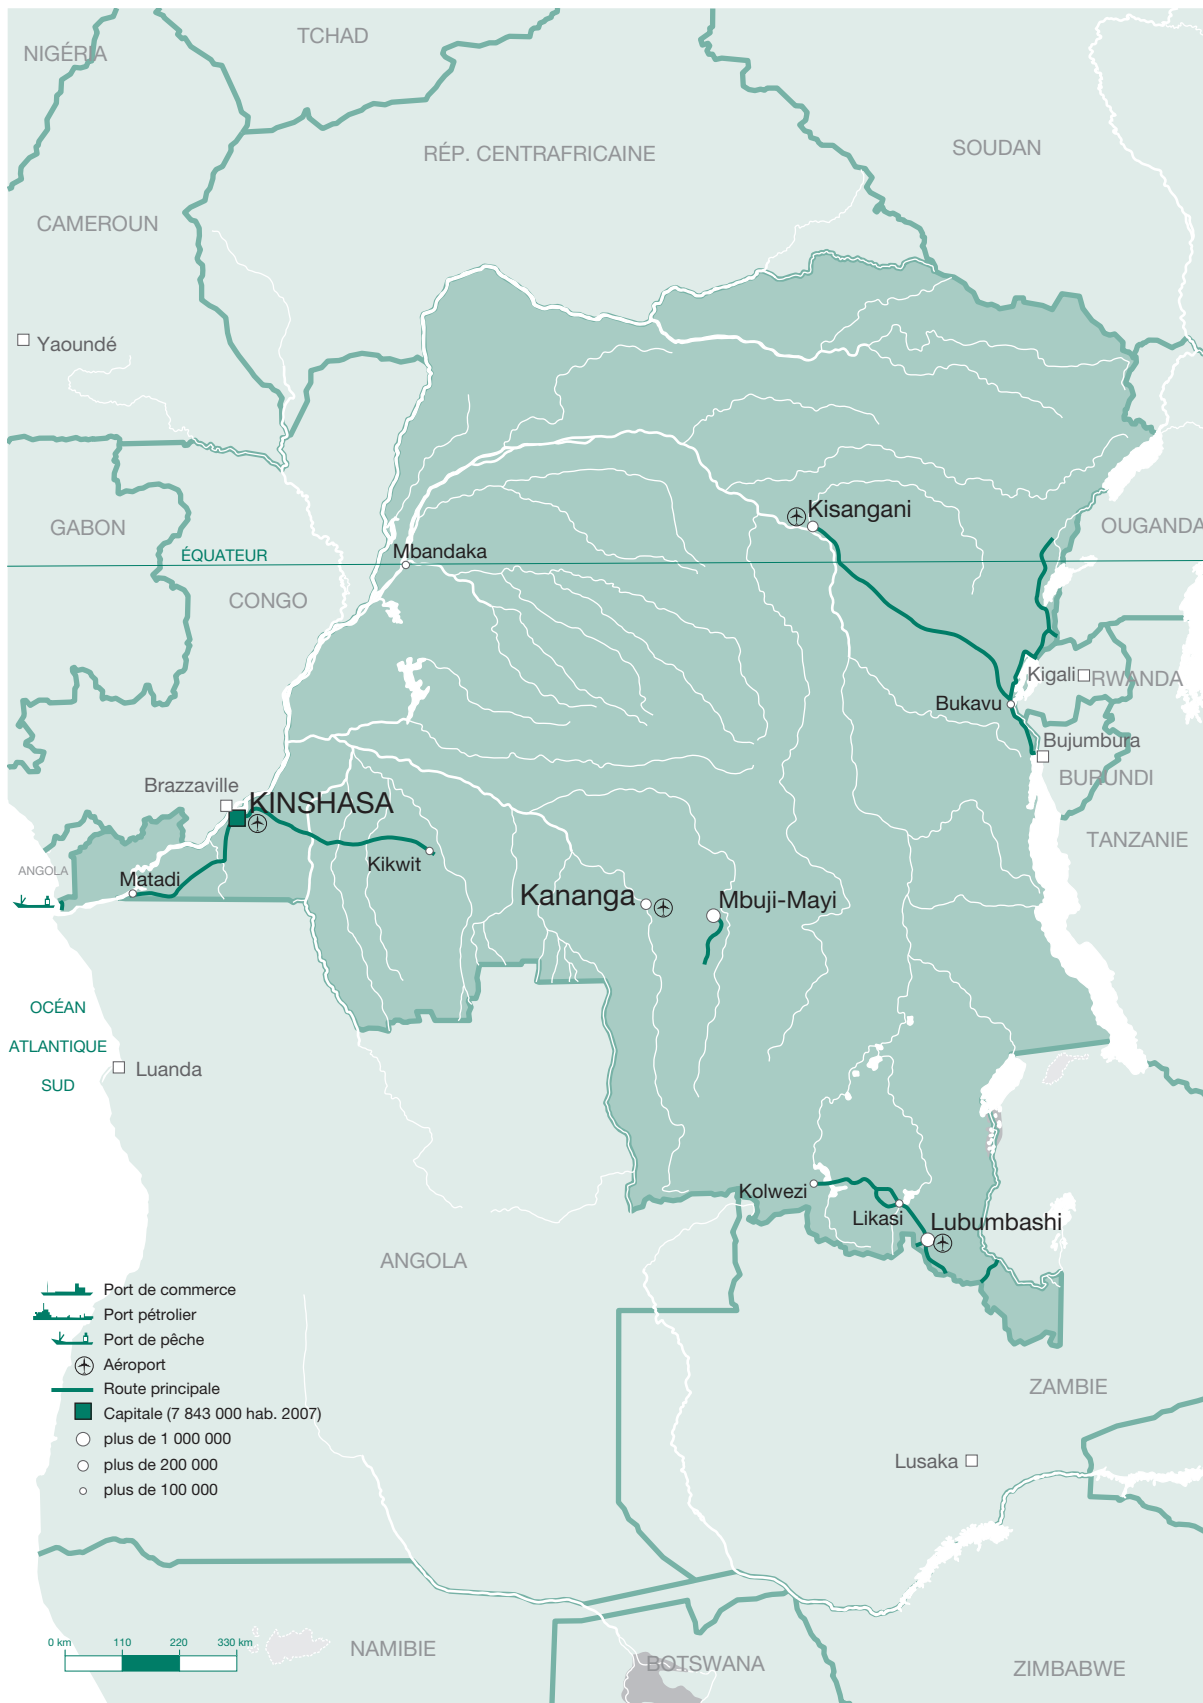 TCHAD
NIGÉRIA
RÉP. CENTRAFRICAINE
SOUDAN
CAMEROUN
Yaoundé
Kisangani
GABON
OUGANDA
ÉQUATEUR
Mbandaka
CONGO
Kigali
RWANDA
Bukavu
Bujumbura
BURUNDI
Brazzaville
KINSHASA
TANZANIE
Kikwit
ANGOLA
Matadi
Kananga
Mbuji-Mayi
OCÉAN
ATLANTIQUE
SUD
Luanda
Kolwezi
Likasi
Lubumbashi
ANGOLA
Port de commerce
Port pétrolier
Port de pêche
Aéroport
Route principale
Capitale (7 843 000 hab. 2007)
plus de 1 000 000
plus de 200 000
plus de 100 000
ZAMBIE
Lusaka
0 km 110 220 330 km
NAMIBIE
BOTSWANA
ZIMBABWE